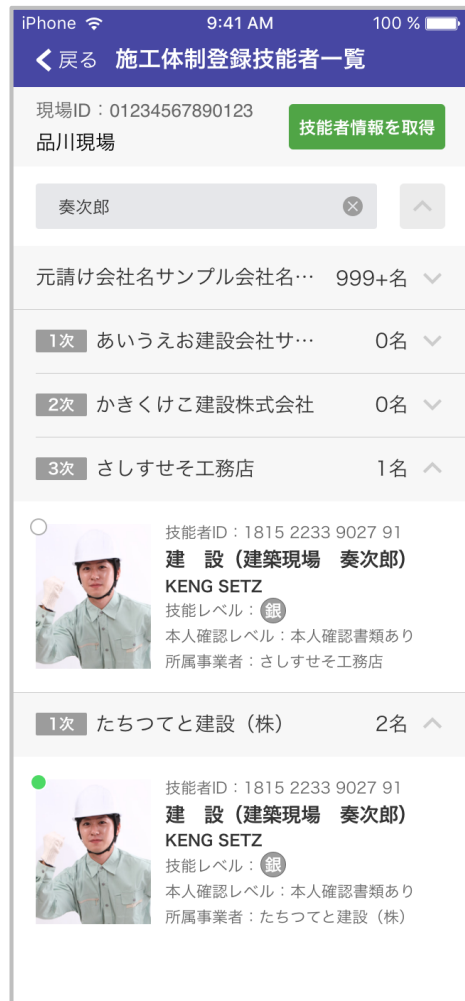 iPhone 9:41 AM 100 %
戻る 施工体制登録技能者一覧
現場ID：01234567890123
品川現場
技能者情報を取得
奏次郎
元請け会社名サンプル会社名… 999+名
1次 あいうえお建設会社サ… 0名
2次 かきくけこ建設株式会社 0名
3次 さしすせそ工務店 1名
技能者ID：1815 2233 9027 91
建　設（建築現場　奏次郎）
KENG SETZ
技能レベル：銀
本人確認レベル：本人確認書類あり
所属事業者：さしすせそ工務店
1次 たちつてと建設（株） 2名
技能者ID：1815 2233 9027 91
建　設（建築現場　奏次郎）
KENG SETZ
技能レベル：銀
本人確認レベル：本人確認書類あり
所属事業者：たちつてと建設（株）